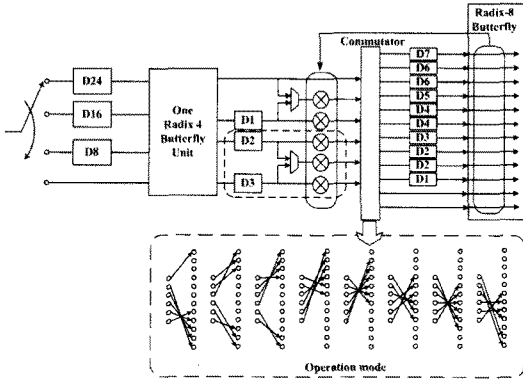 Radix-8
Butterfly
Commutator
D7
D6
D6
D5
D4
D4
D3
D2
D2
D1
D24
D16
D8
One
Radix 4
Butterfly
Unit
D1
D2
D3
Operation mode